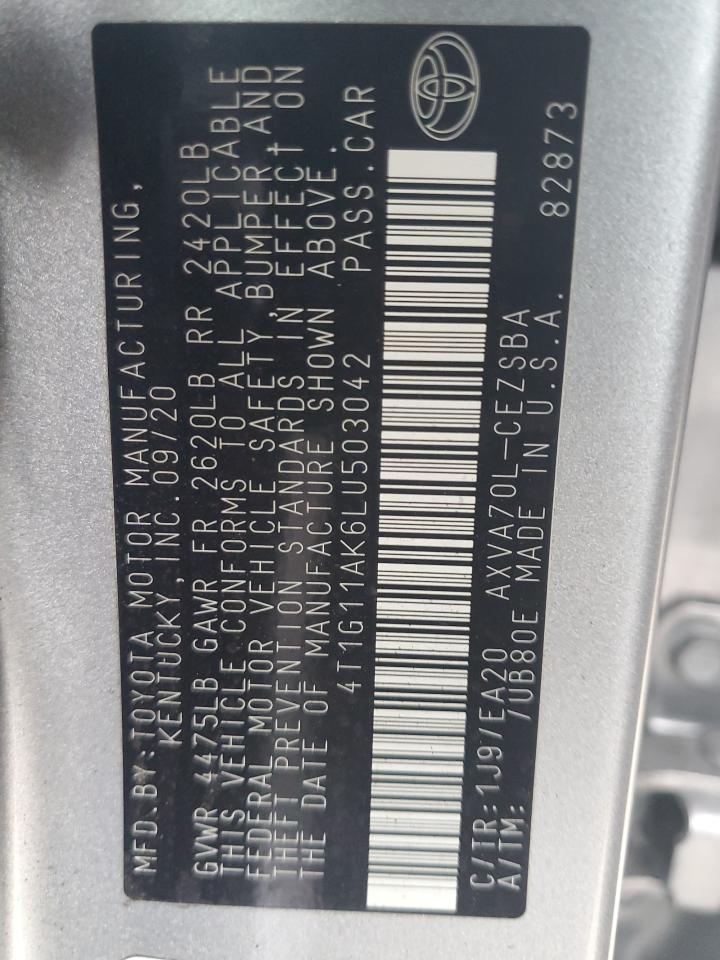 MFD.BY:TOYOTA MOTOR MANUFACTURING,
KENTUCKY, INC.09/20
GVWR 4475LB GAWR FR 2620LB RR 2420LB
THIS VEHICLE CONFORMS TO ALL APPLICABLE
FEDERAL MOTOR VEHICLE SAFETY, BUMPER AND
THEFT PREVENTION STANDARDS IN EFFECT ON
THE DATE OF MANUFACTURE SHOWN ABOVE.
4T1G11AK6LU503042 PASS.CAR
C/TR:1J9/EA20 AXVA70L-CEZSBA
A/TM: /UB80E MADE IN U.S.A. 82873